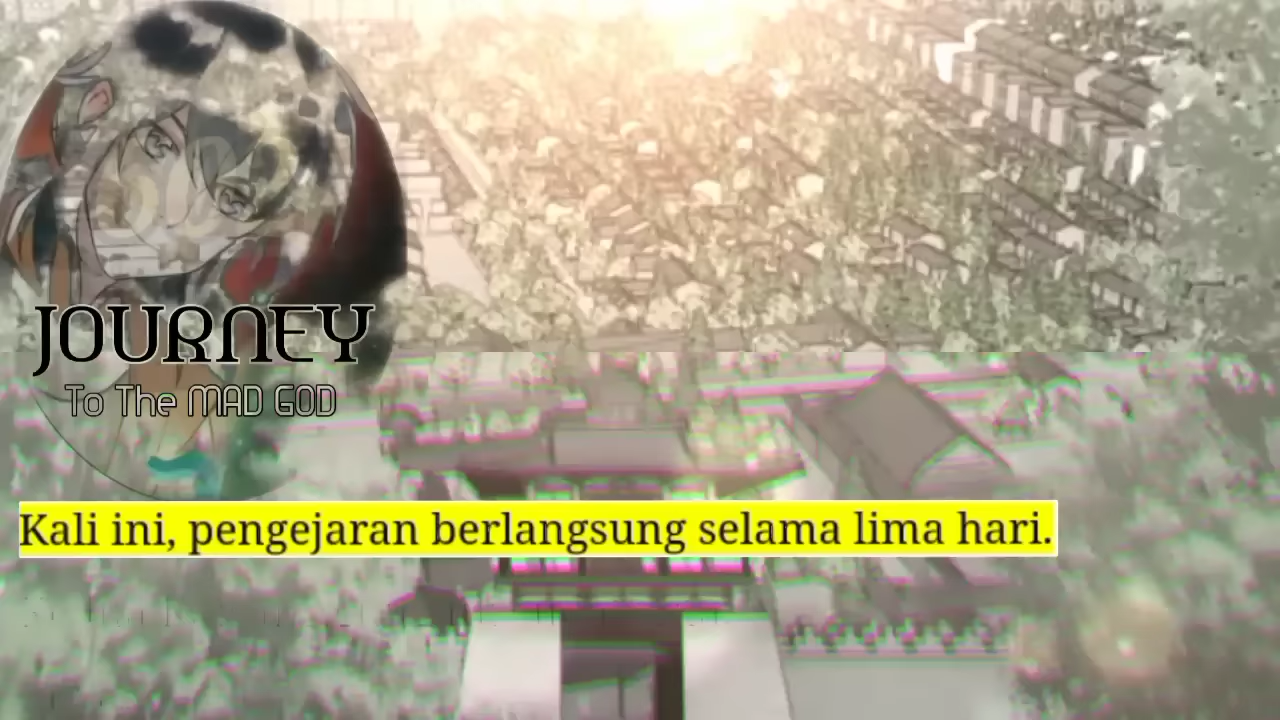 JOURNEY
To The MAD GOD
Kali ini, pengejaran berlangsung selama lima hari.